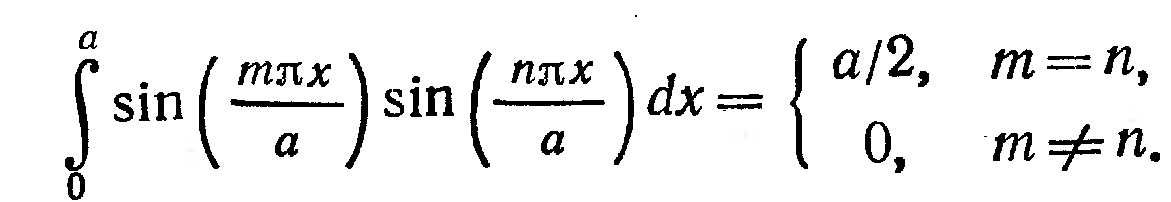 ∫₀ᵃ sin(mπx/a) sin(nπx/a) dx = { a/2, m = n,
0, m ≠ n.